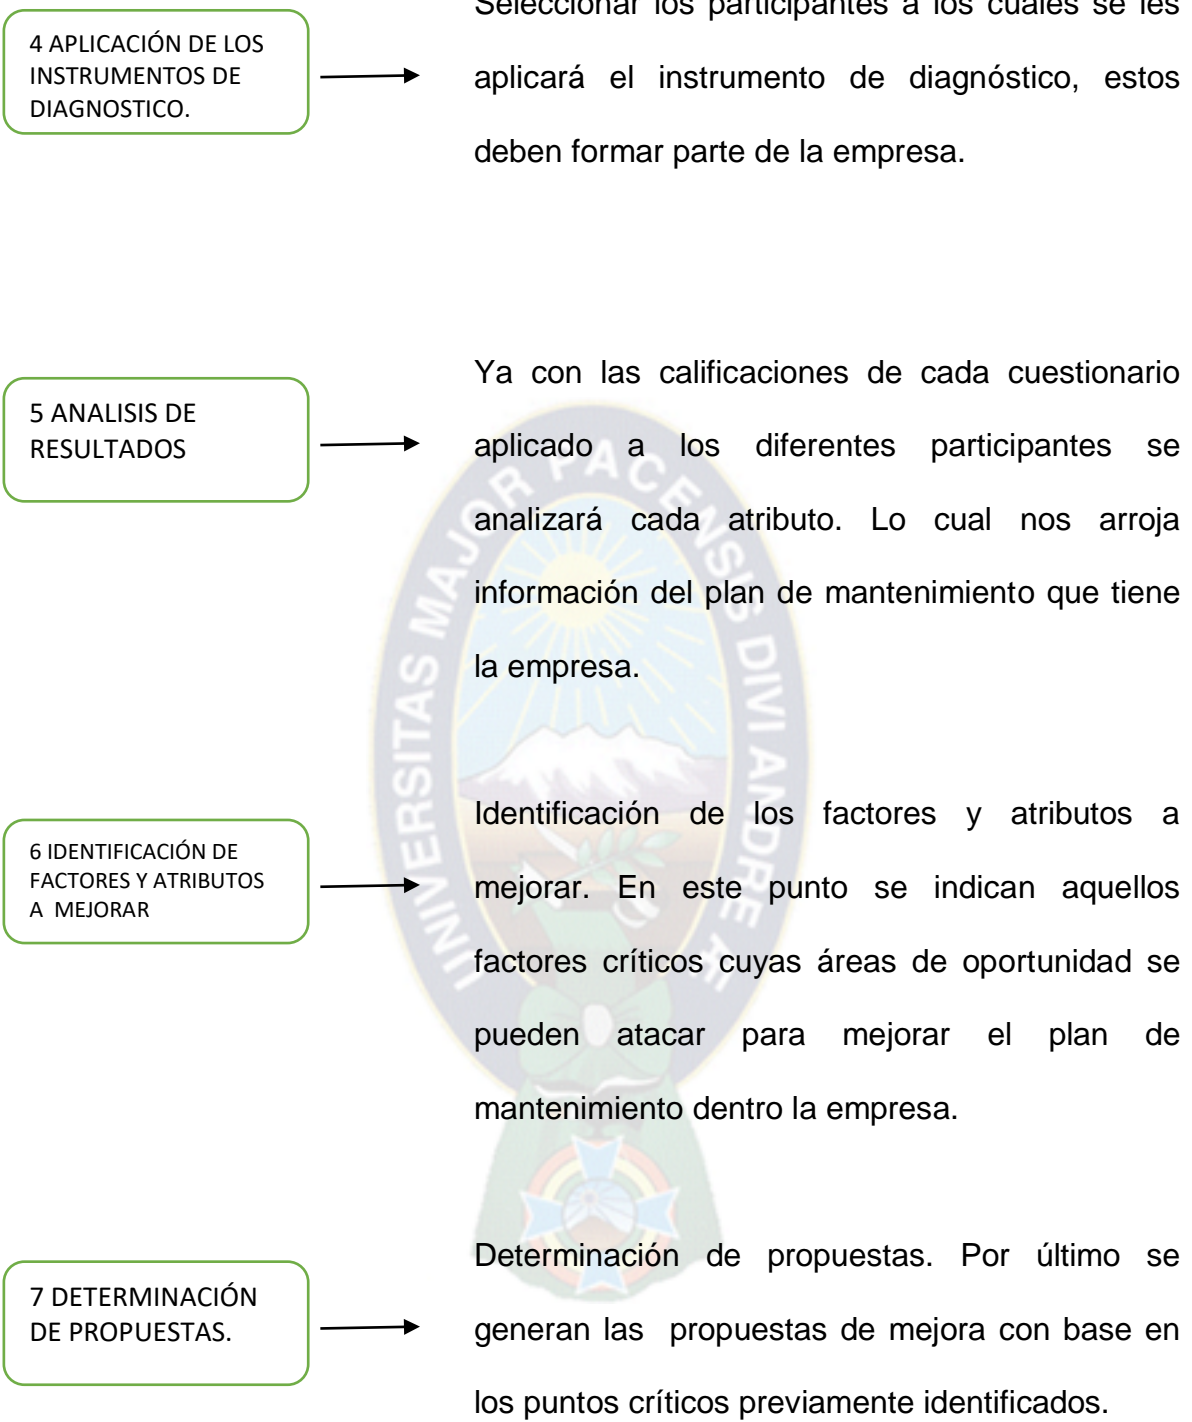 Seleccionar los participantes a los cuales se les
4 APLICACIÓN DE LOS
INSTRUMENTOS DE
DIAGNOSTICO.
aplicará el instrumento de diagnóstico, estos
deben formar parte de la empresa.
Ya con las calificaciones de cada cuestionario
5 ANALISIS DE
RESULTADOS
aplicado a los diferentes participantes se
analizará cada atributo. Lo cual nos arroja
información del plan de mantenimiento que tiene
la empresa.
Identificación de los factores y atributos a
6 IDENTIFICACIÓN DE
FACTORES Y ATRIBUTOS
A MEJORAR
mejorar. En este punto se indican aquellos
factores críticos cuyas áreas de oportunidad se
pueden atacar para mejorar el plan de
mantenimiento dentro la empresa.
Determinación de propuestas. Por último se
7 DETERMINACIÓN
DE PROPUESTAS.
generan las propuestas de mejora con base en
los puntos críticos previamente identificados.
UNIVERSITAS MAJOR PACENSIS DIVI ANDRE Æ